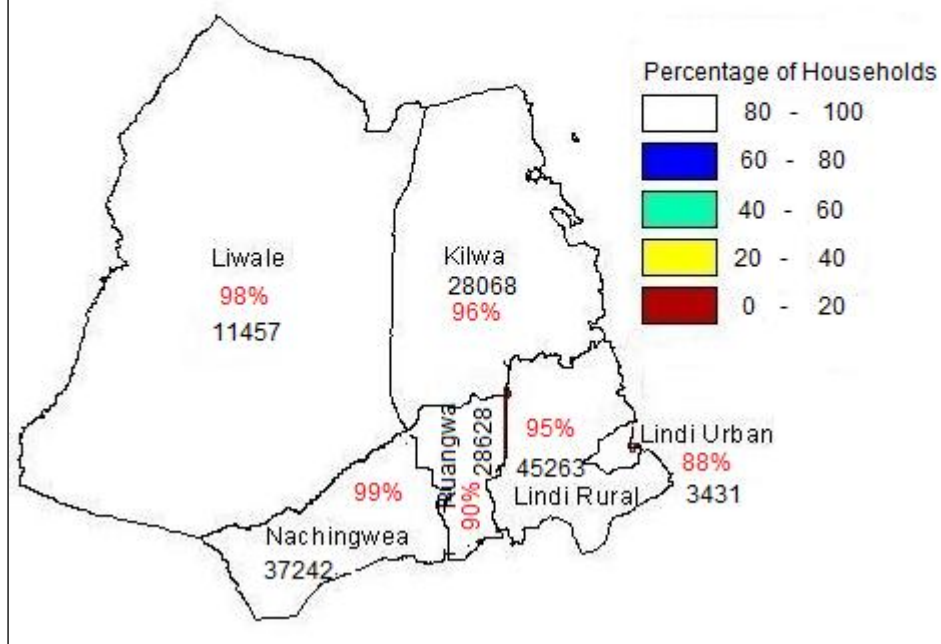 Percentage of Households
80 - 100
60 - 80
40 - 60
20 - 40
0 - 20
Liwale
98%
11457
Kilwa
28068
96%
Ruangwa
28628
90%
95%
45263
Lindi Rural
Lindi Urban
88%
3431
99%
Nachingwea
37242